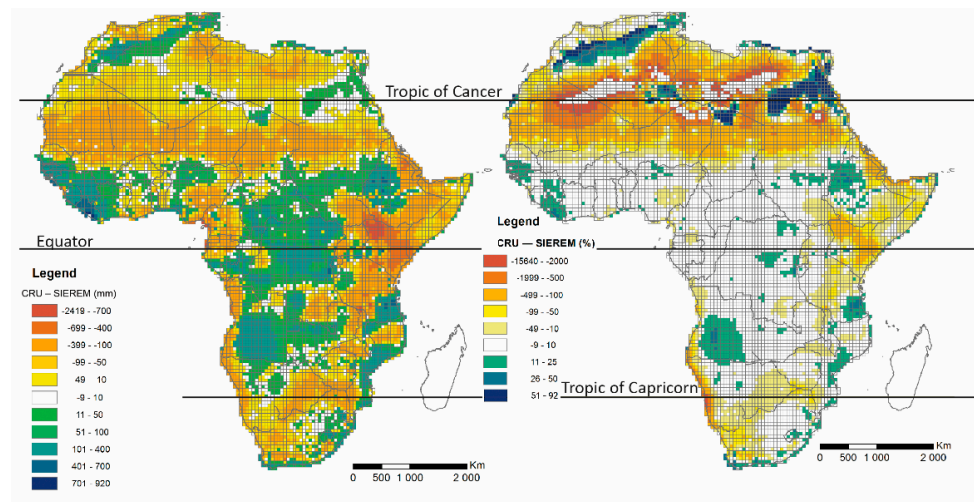 Tropic of Cancer
Equator
Legend
CRU – SIEREM (mm)
-2419 - -700
-699 - -400
-399 - -100
-99 - -50
49 10
-9 - 10
11 - 50
51 - 100
101 - 400
401 - 700
701 - 920
Km
0 500 1 000 2 000
Legend
CRU — SIEREM (%)
-15640 - -2000
-1999 - -500
-499 - -100
-99 - -50
-49 - -10
-9 - 10
11 - 25
26 - 50
51 - 92
Tropic of Capricorn
Km
0 500 1 000 2 000